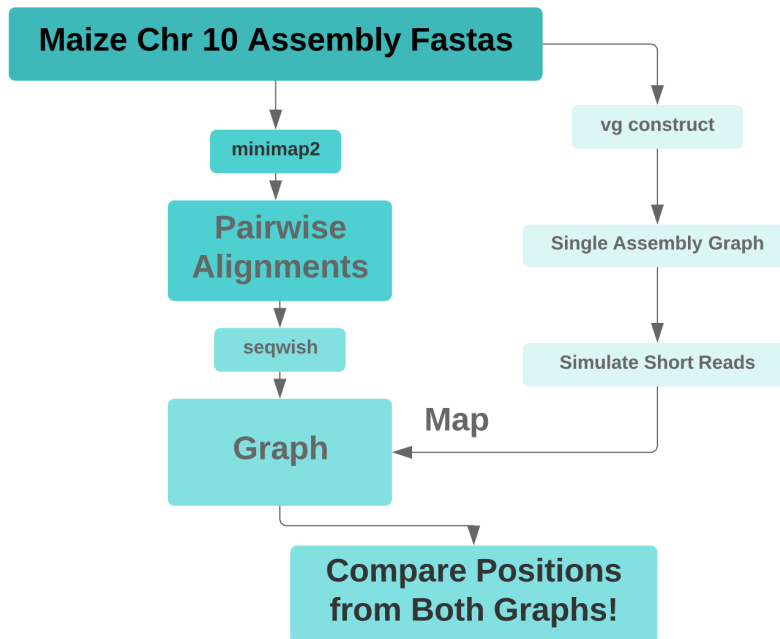 Maize Chr 10 Assembly Fastas
minimap2
vg construct
Pairwise
Alignments
Single Assembly Graph
seqwish
Simulate Short Reads
Map
Graph
Compare Positions
from Both Graphs!